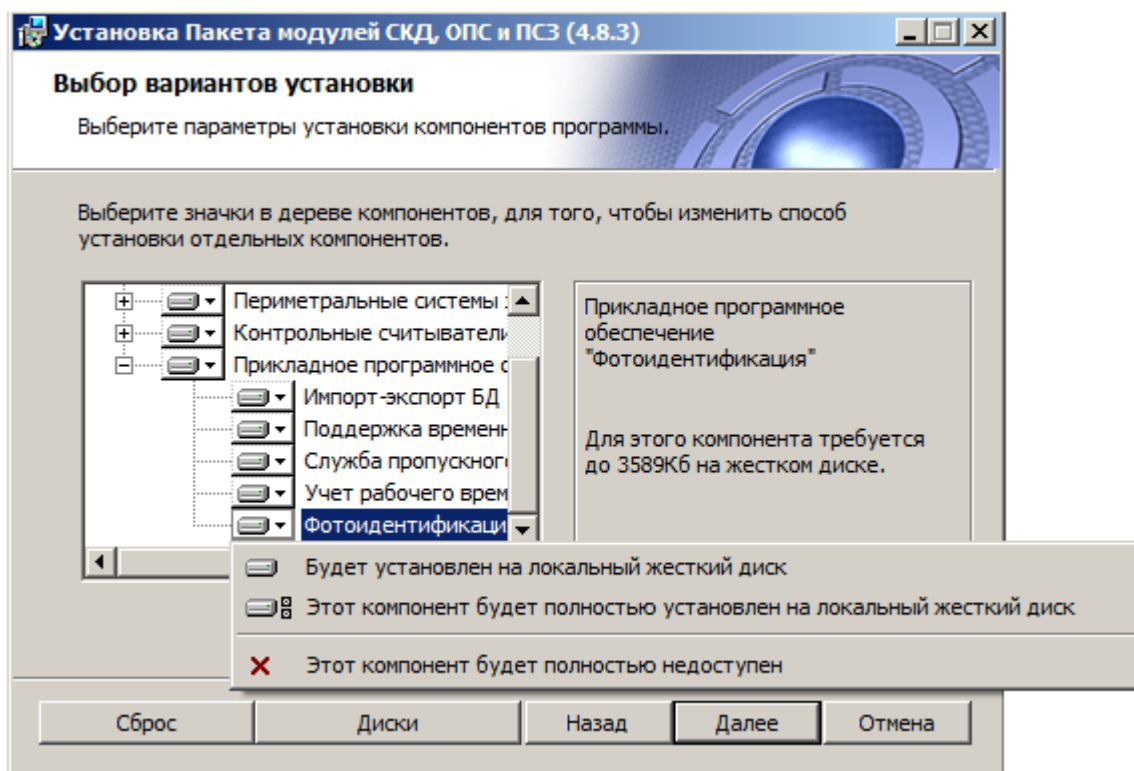 Установка Пакета модулей СКД, ОПС и ПСЗ (4.8.3)
Выбор вариантов установки
Выберите параметры установки компонентов программы.
Выберите значки в дереве компонентов, для того, чтобы изменить способ
установки отдельных компонентов.
Периметральные системы
Контрольные считыватели
Прикладное программное
Импорт-экспорт БД
Поддержка
Служба
Учет рабочего
Фотоидентификаци
Прикладное программное
обеспечение
"Фотоидентификация"
Для этого компонента требуется
до 3589Кб на жестком диске.
Будет установлен на локальный жесткий диск
Этот компонент будет полностью установлен на локальный жесткий диск
Этот компонент будет полностью недоступен
Сброс
Диски
Назад
Далее
Отмена